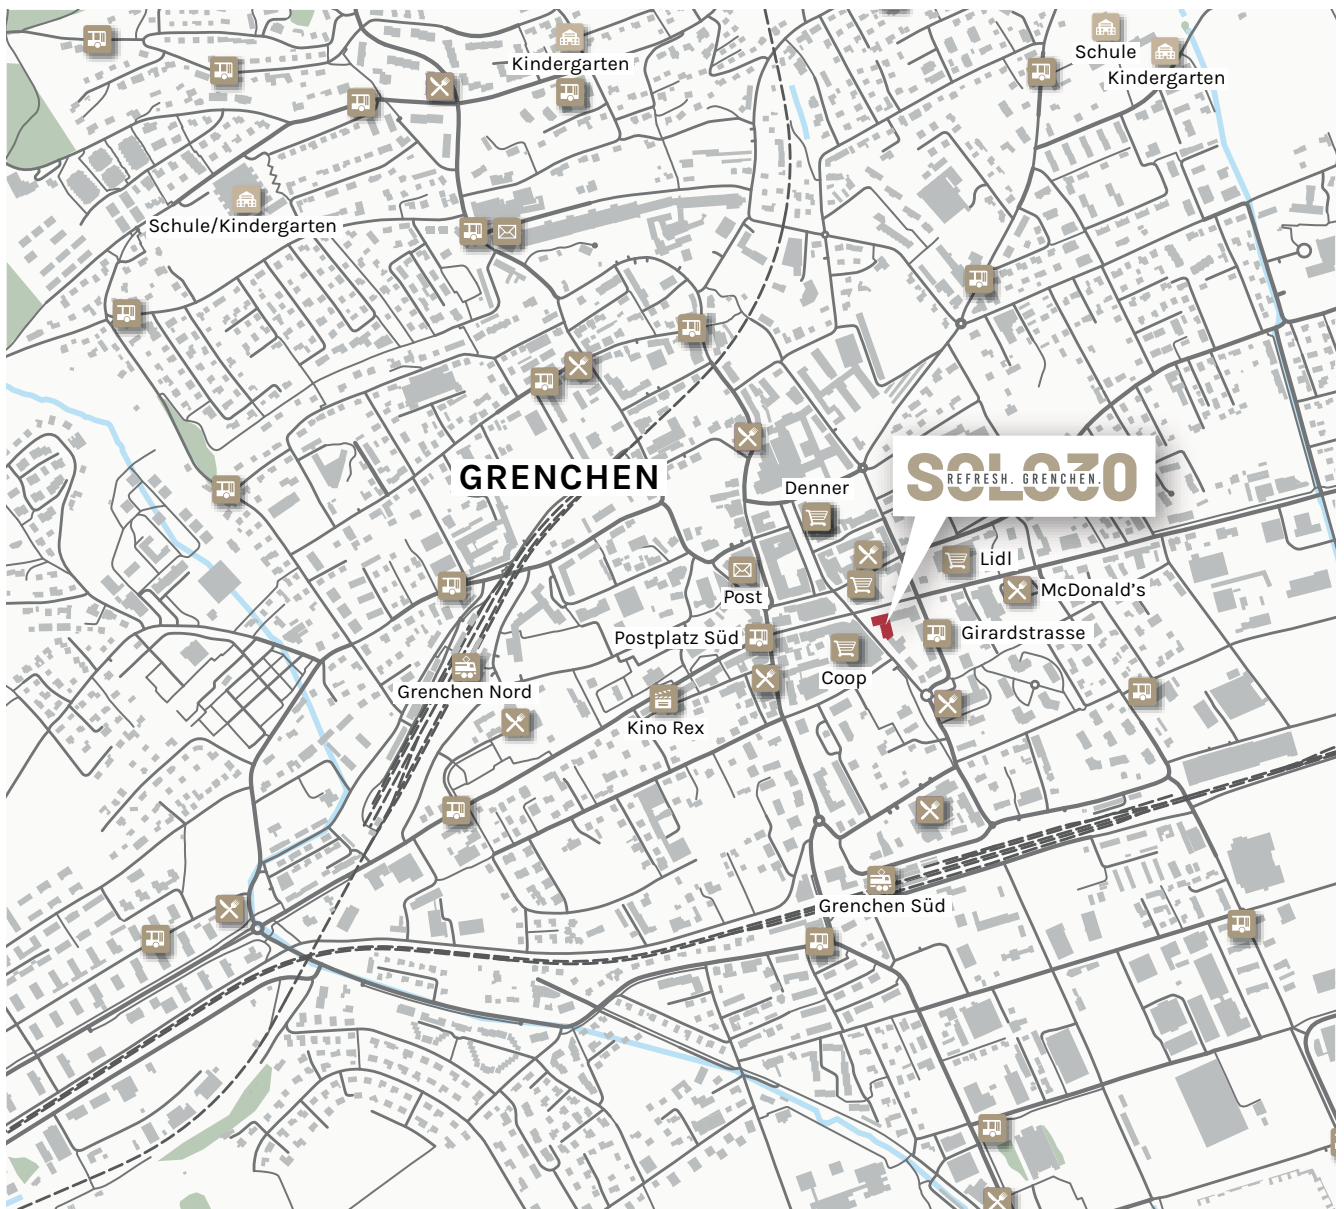 Schule
Kindergarten
Kindergarten
Schule/Kindergarten
GRENCHEN
SOLO30
REFRESH. GRENCHEN.
Denner
Lidl
McDonald's
Post
Postplatz Süd
Girardstrasse
Coop
Grenchen Nord
Kino Rex
Grenchen Süd